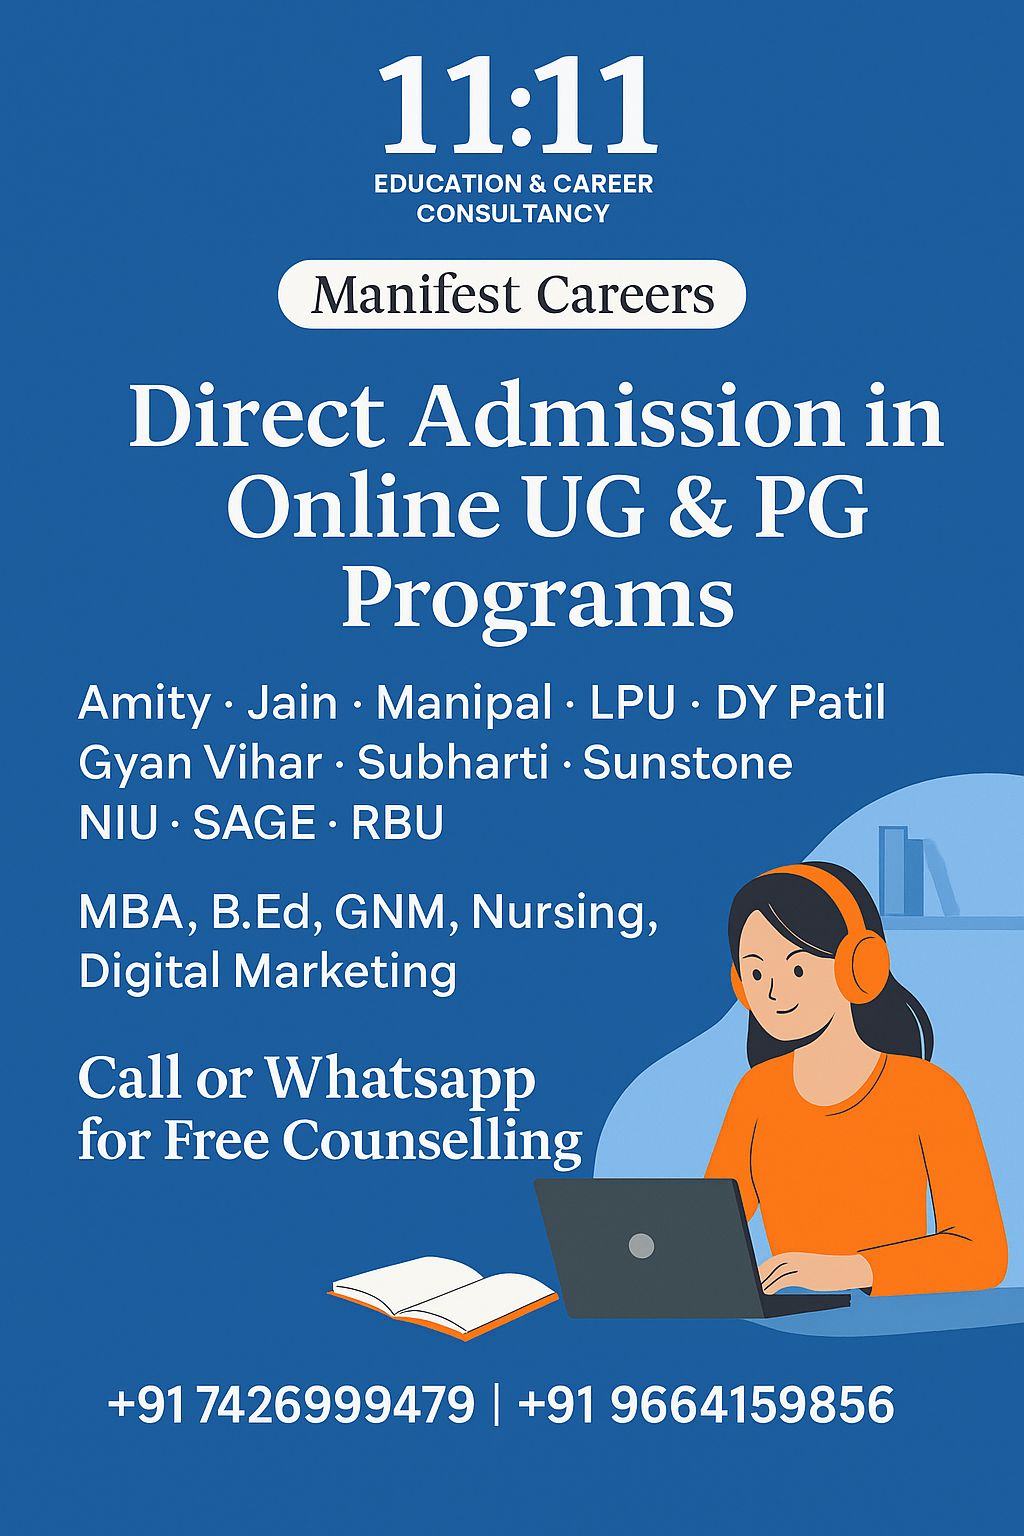 11:11
EDUCATION & CAREER
CONSULTANCY
Manifest Careers
Direct Admission in
Online UG & PG
Programs
Amity · Jain · Manipal · LPU · DY Patil
Gyan Vihar · Subharti · Sunstone
NIU · SAGE · RBU
MBA, B.Ed, GNM, Nursing,
Digital Marketing
Call or Whatsapp
for Free Counselling
+91 7426999479 | +91 9664159856